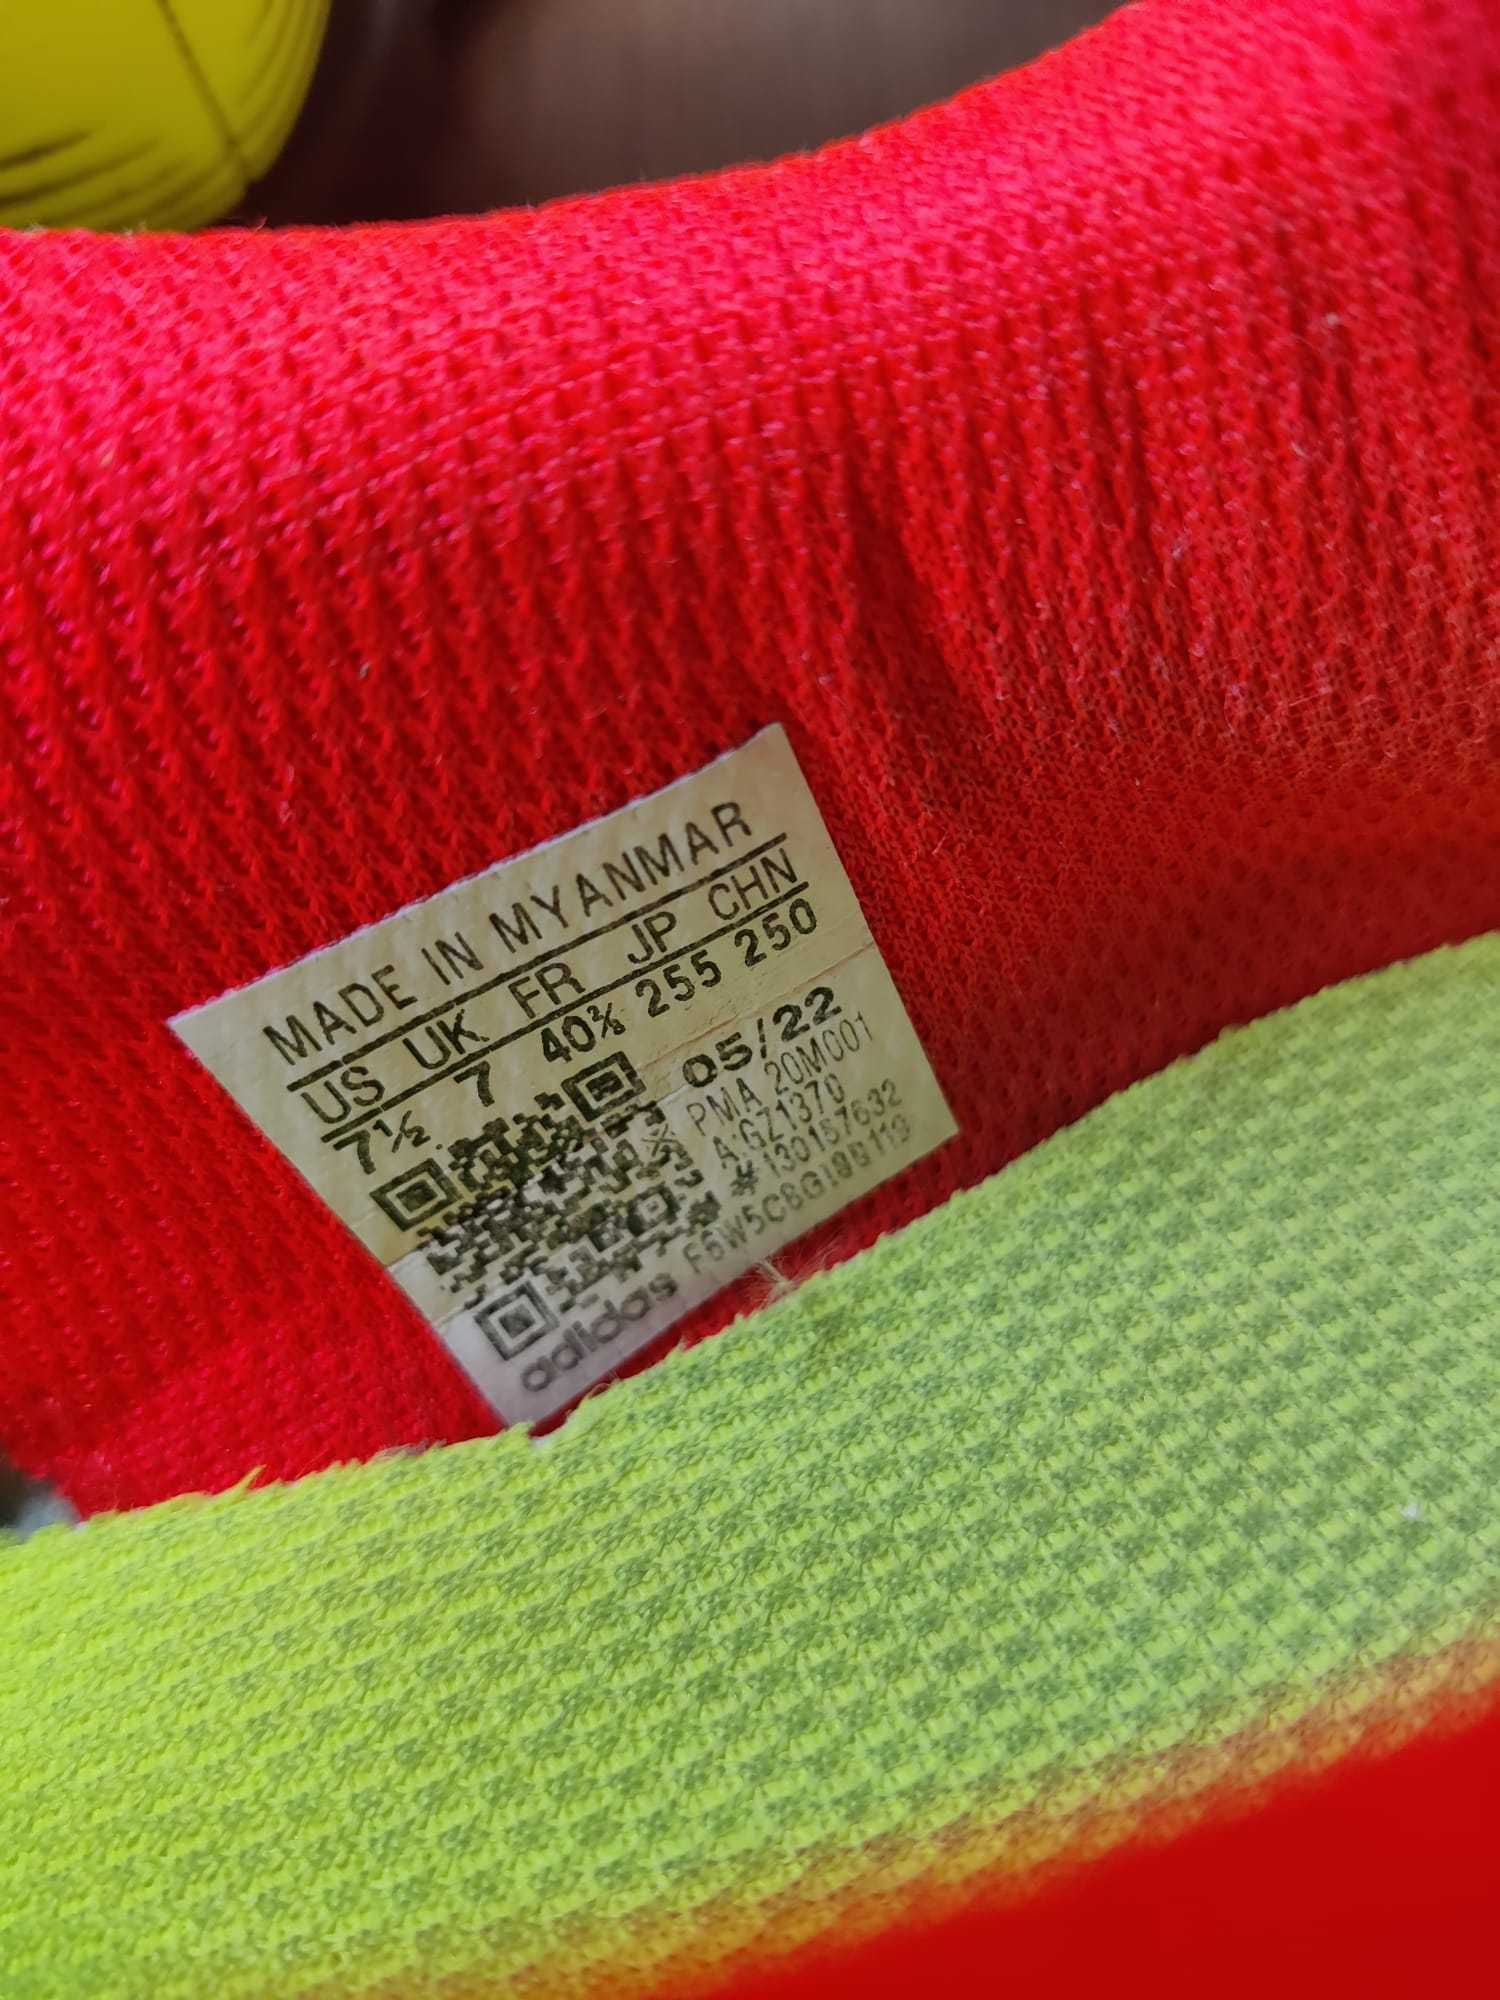 MADE IN MYANMAR
US UK FR JP CHN
7½ 7 40⅔ 255 250
05/22
PMA 20M001
A:GZ1370
#130157632
adidas